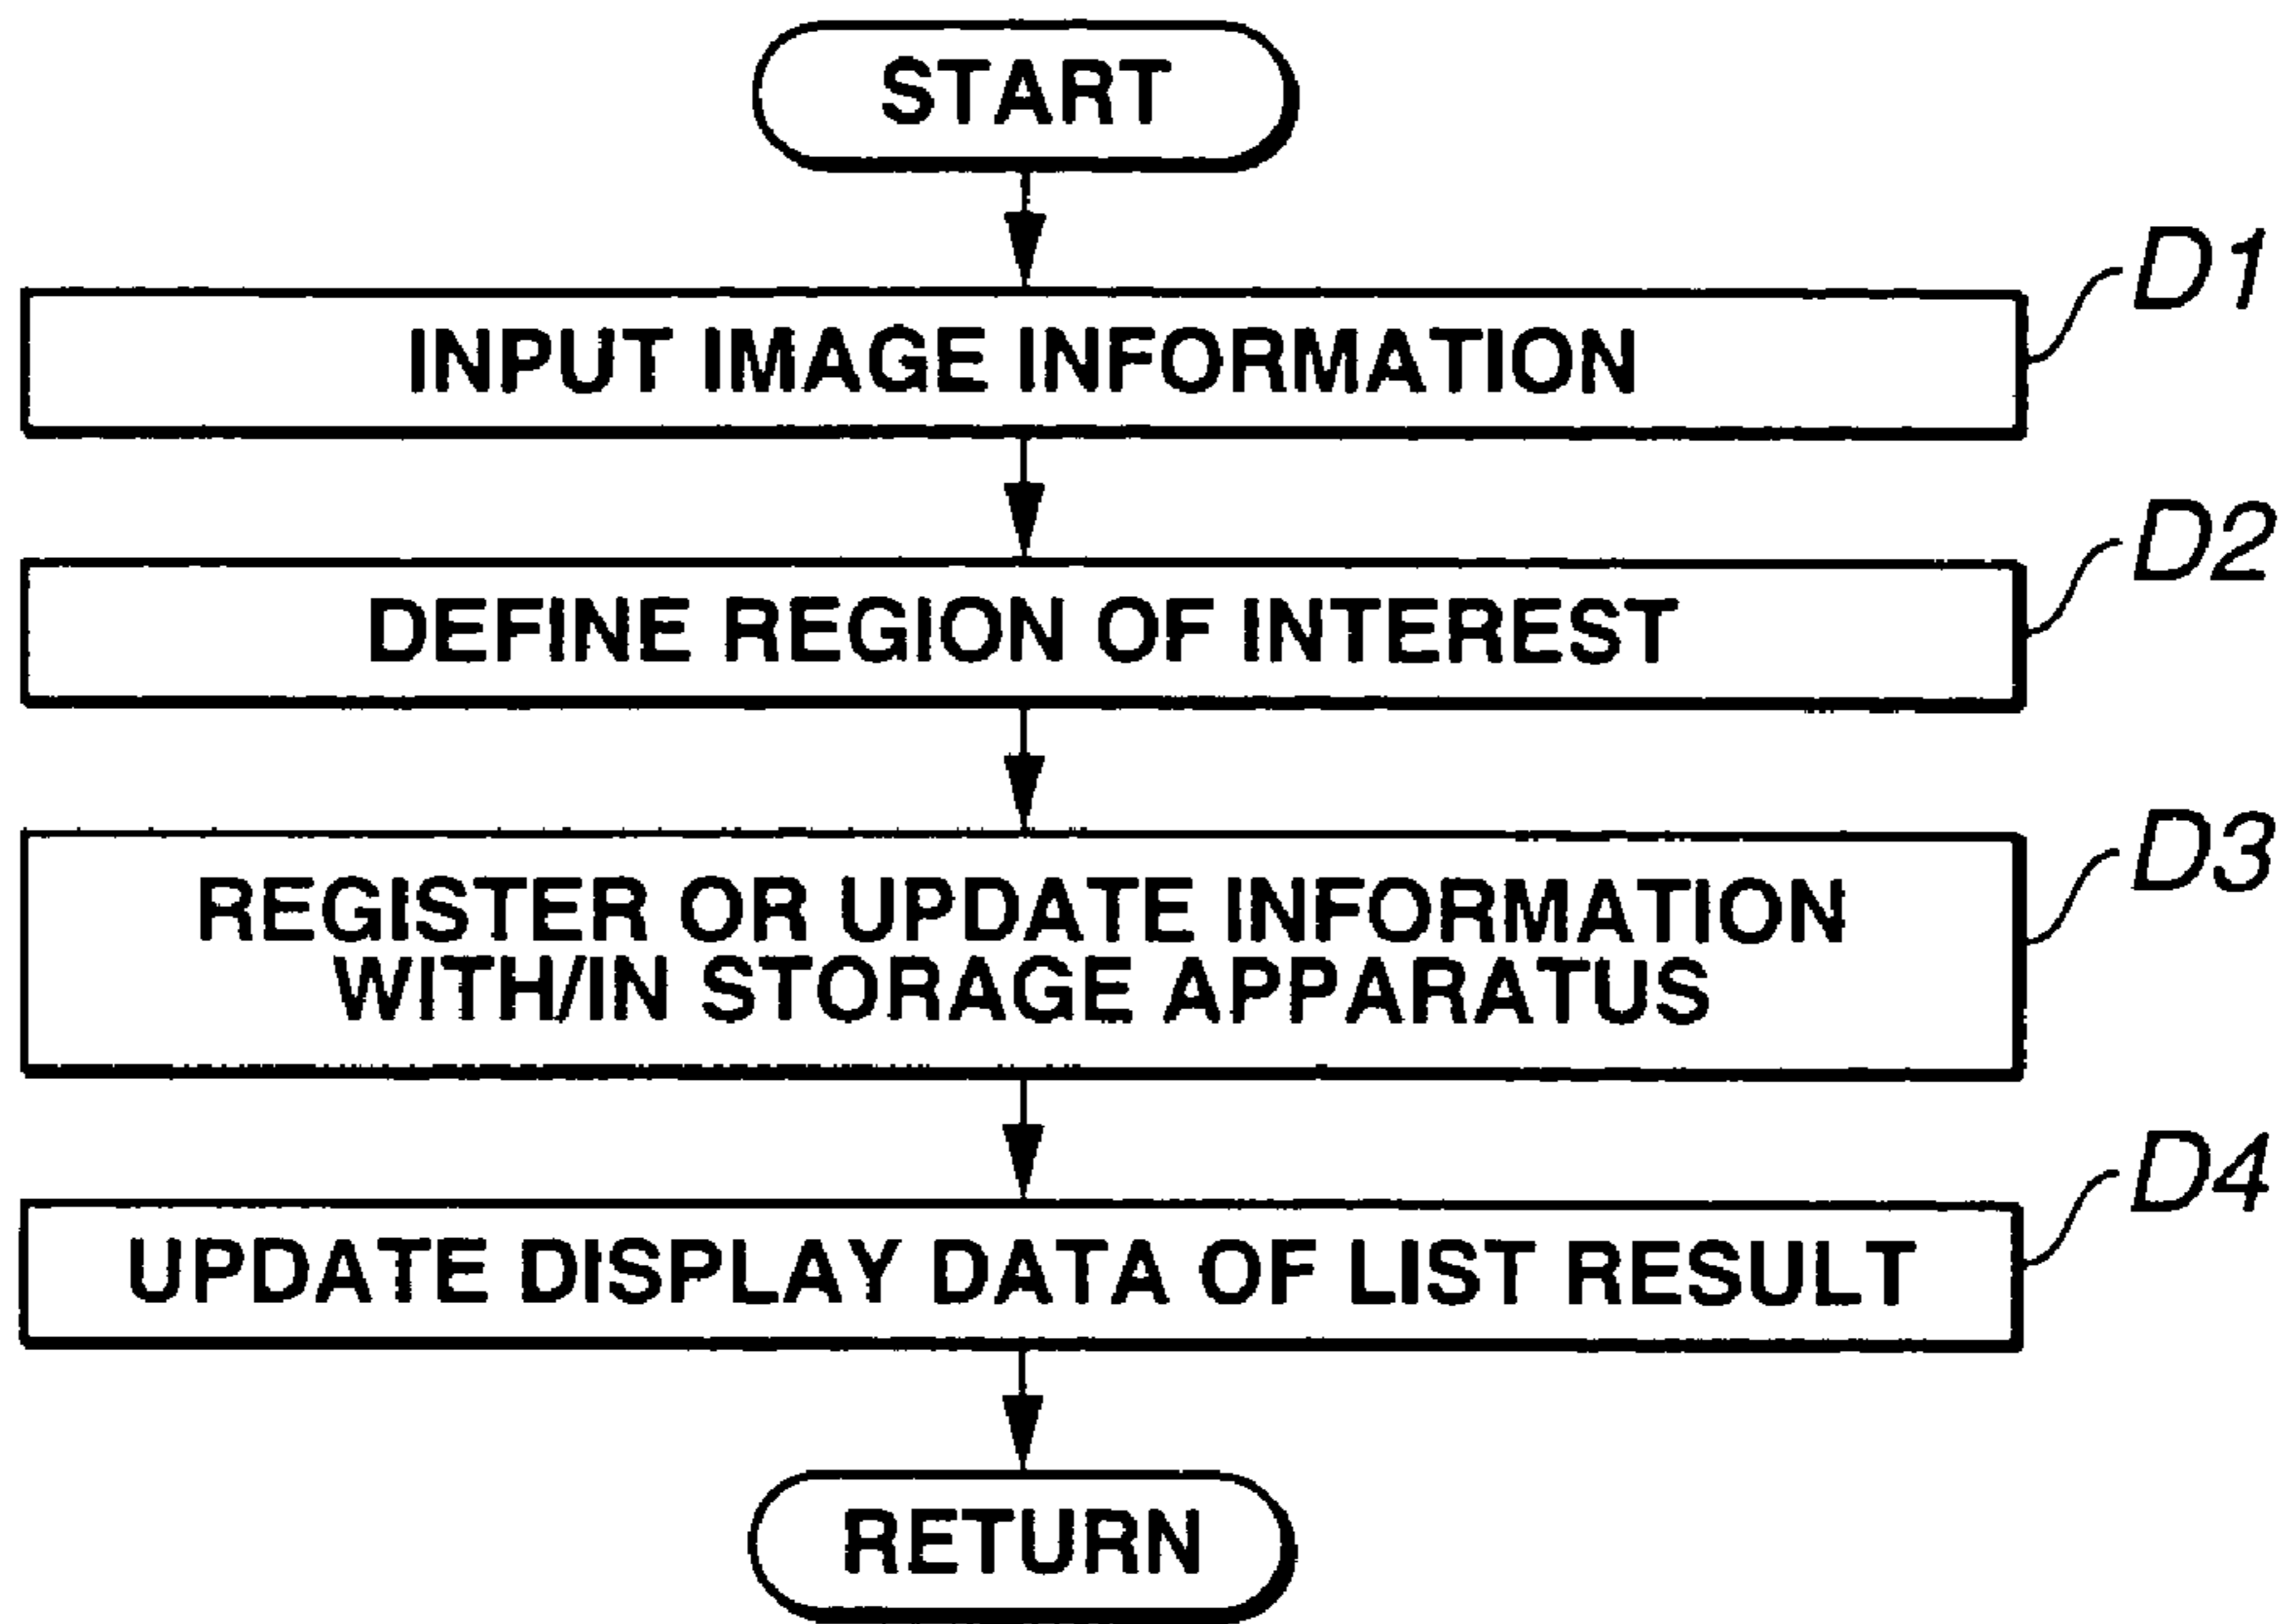 START
D1
INPUT IMAGE INFORMATION
D2
DEFINE REGION OF INTEREST
D3
REGISTER OR UPDATE INFORMATION
WITH/IN STORAGE APPARATUS
D4
UPDATE DISPLAY DATA OF LIST RESULT
RETURN